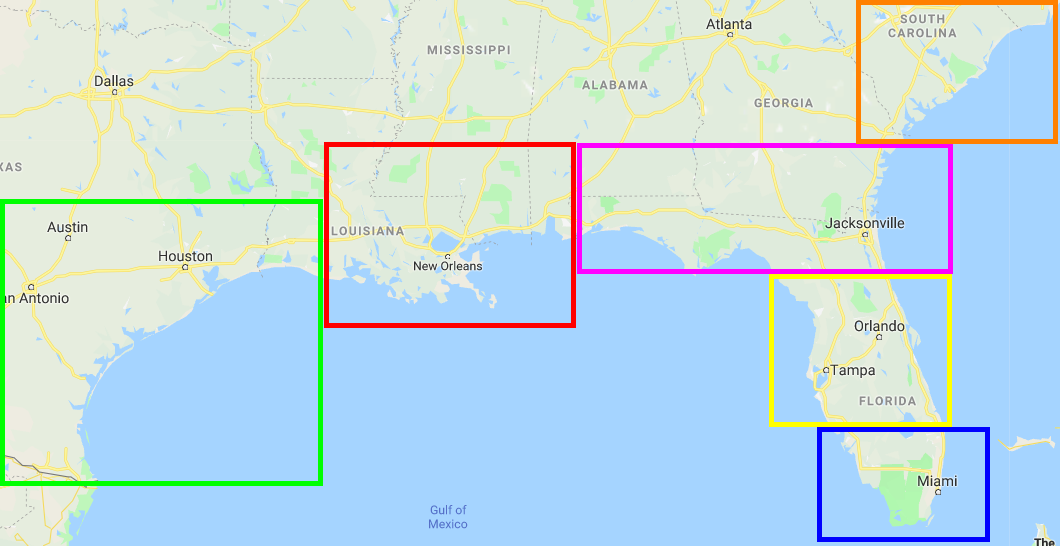 SOUTH
CAROLINA
Atlanta
MISSISSIPPI
Dallas
ALABAMA
GEORGIA
XAS
Austin
Jacksonville
LOUISIANA
Houston
New Orleans
an Antonio
Orlando
Tampa
FLORIDA
Miami
Gulf of
Mexico
The